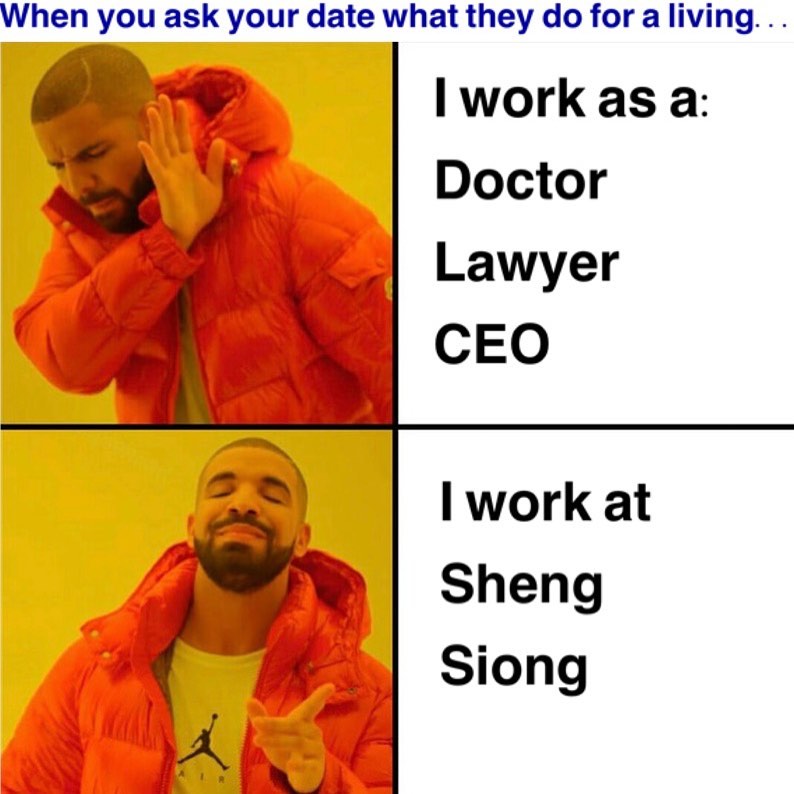 When you ask your date what they do for a living...
I work as a:
Doctor
Lawyer
CEO
I work at
Sheng
Siong
AIR